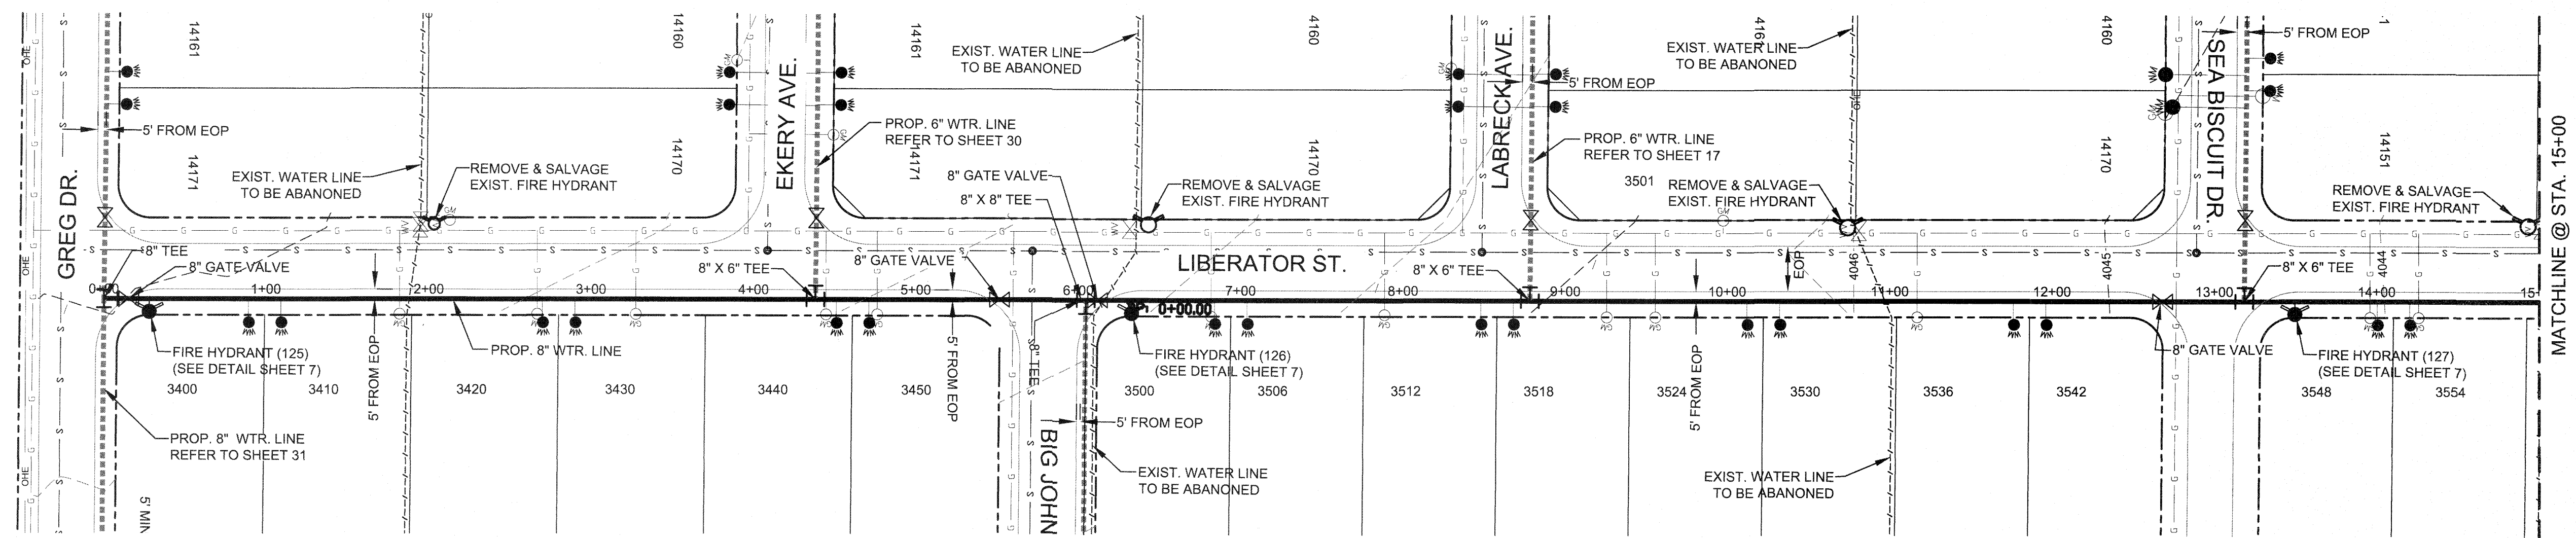 OHE
14161
14160
14161
4160
4160
5' FROM EOP
EXIST. WATER LINE
TO BE ABANONED
EXIST. WATER LINE
TO BE ABANONED
EKERY AVE.
LABRECK AVE.
SEA BISCUIT DR.
5' FROM EOP
5' FROM EOP
PROP. 6" WTR. LINE
REFER TO SHEET 30
PROP. 6" WTR. LINE
REFER TO SHEET 17
14171
14170
14171
14170
14170
14151
EXIST. WATER LINE
TO BE ABANONED
REMOVE & SALVAGE
EXIST. FIRE HYDRANT
8" GATE VALVE
8" X 8" TEE
REMOVE & SALVAGE
EXIST. FIRE HYDRANT
3501
REMOVE & SALVAGE
EXIST. FIRE HYDRANT
REMOVE & SALVAGE
EXIST. FIRE HYDRANT
GREG DR.
8" TEE
8" GATE VALVE
8" X 6" TEE
8" GATE VALVE
LIBERATOR ST.
8" X 6" TEE
EOP
4046
4045
4044
8" X 6" TEE
MATCHLINE @ STA. 15+00
0+00
1+00
2+00
3+00
4+00
5+00
6+00
7+00
8+00
9+00
10+00
11+00
12+00
13+00
14+00
15
0+00.00
FIRE HYDRANT (125)
(SEE DETAIL SHEET 7)
5' FROM EOP
PROP. 8" WTR. LINE
5' FROM EOP
8" TEE
FIRE HYDRANT (126)
(SEE DETAIL SHEET 7)
5' FROM EOP
8" GATE VALVE
FIRE HYDRANT (127)
(SEE DETAIL SHEET 7)
3400
3410
3420
3430
3440
3450
3500
3506
3512
3518
3524
3530
3536
3542
3548
3554
5' FROM EOP
PROP. 8" WTR. LINE
REFER TO SHEET 31
BIG JOHN
EXIST. WATER LINE
TO BE ABANONED
EXIST. WATER LINE
TO BE ABANONED
OHE
OHE
5' MIN